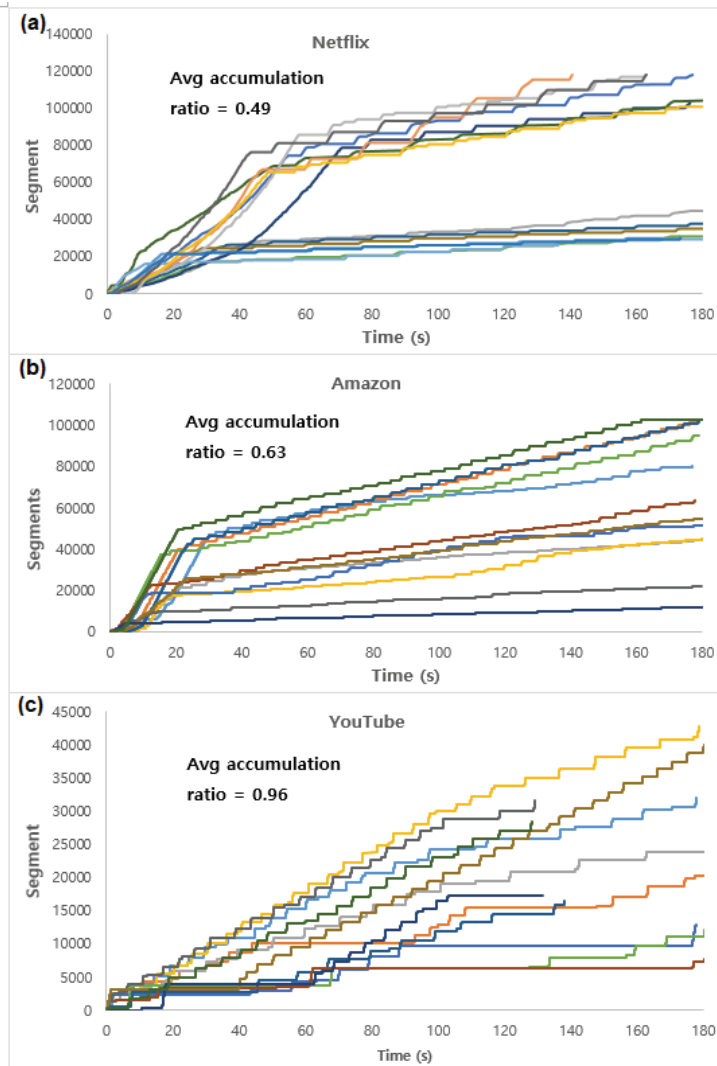 (a)
Netflix
Avg accumulation
ratio = 0.49
Segment
140000
120000
100000
80000
60000
40000
20000
0
0 20 40 60 80 100 120 140 160 180
Time (s)
(b)
Amazon
Avg accumulation
ratio = 0.63
Segments
120000
100000
80000
60000
40000
20000
0
0 20 40 60 80 100 120 140 160 180
Time (s)
(c)
YouTube
Avg accumulation
ratio = 0.96
Segment
45000
40000
35000
30000
25000
20000
15000
10000
5000
0
0 20 40 60 80 100 120 140 160 180
Time (s)